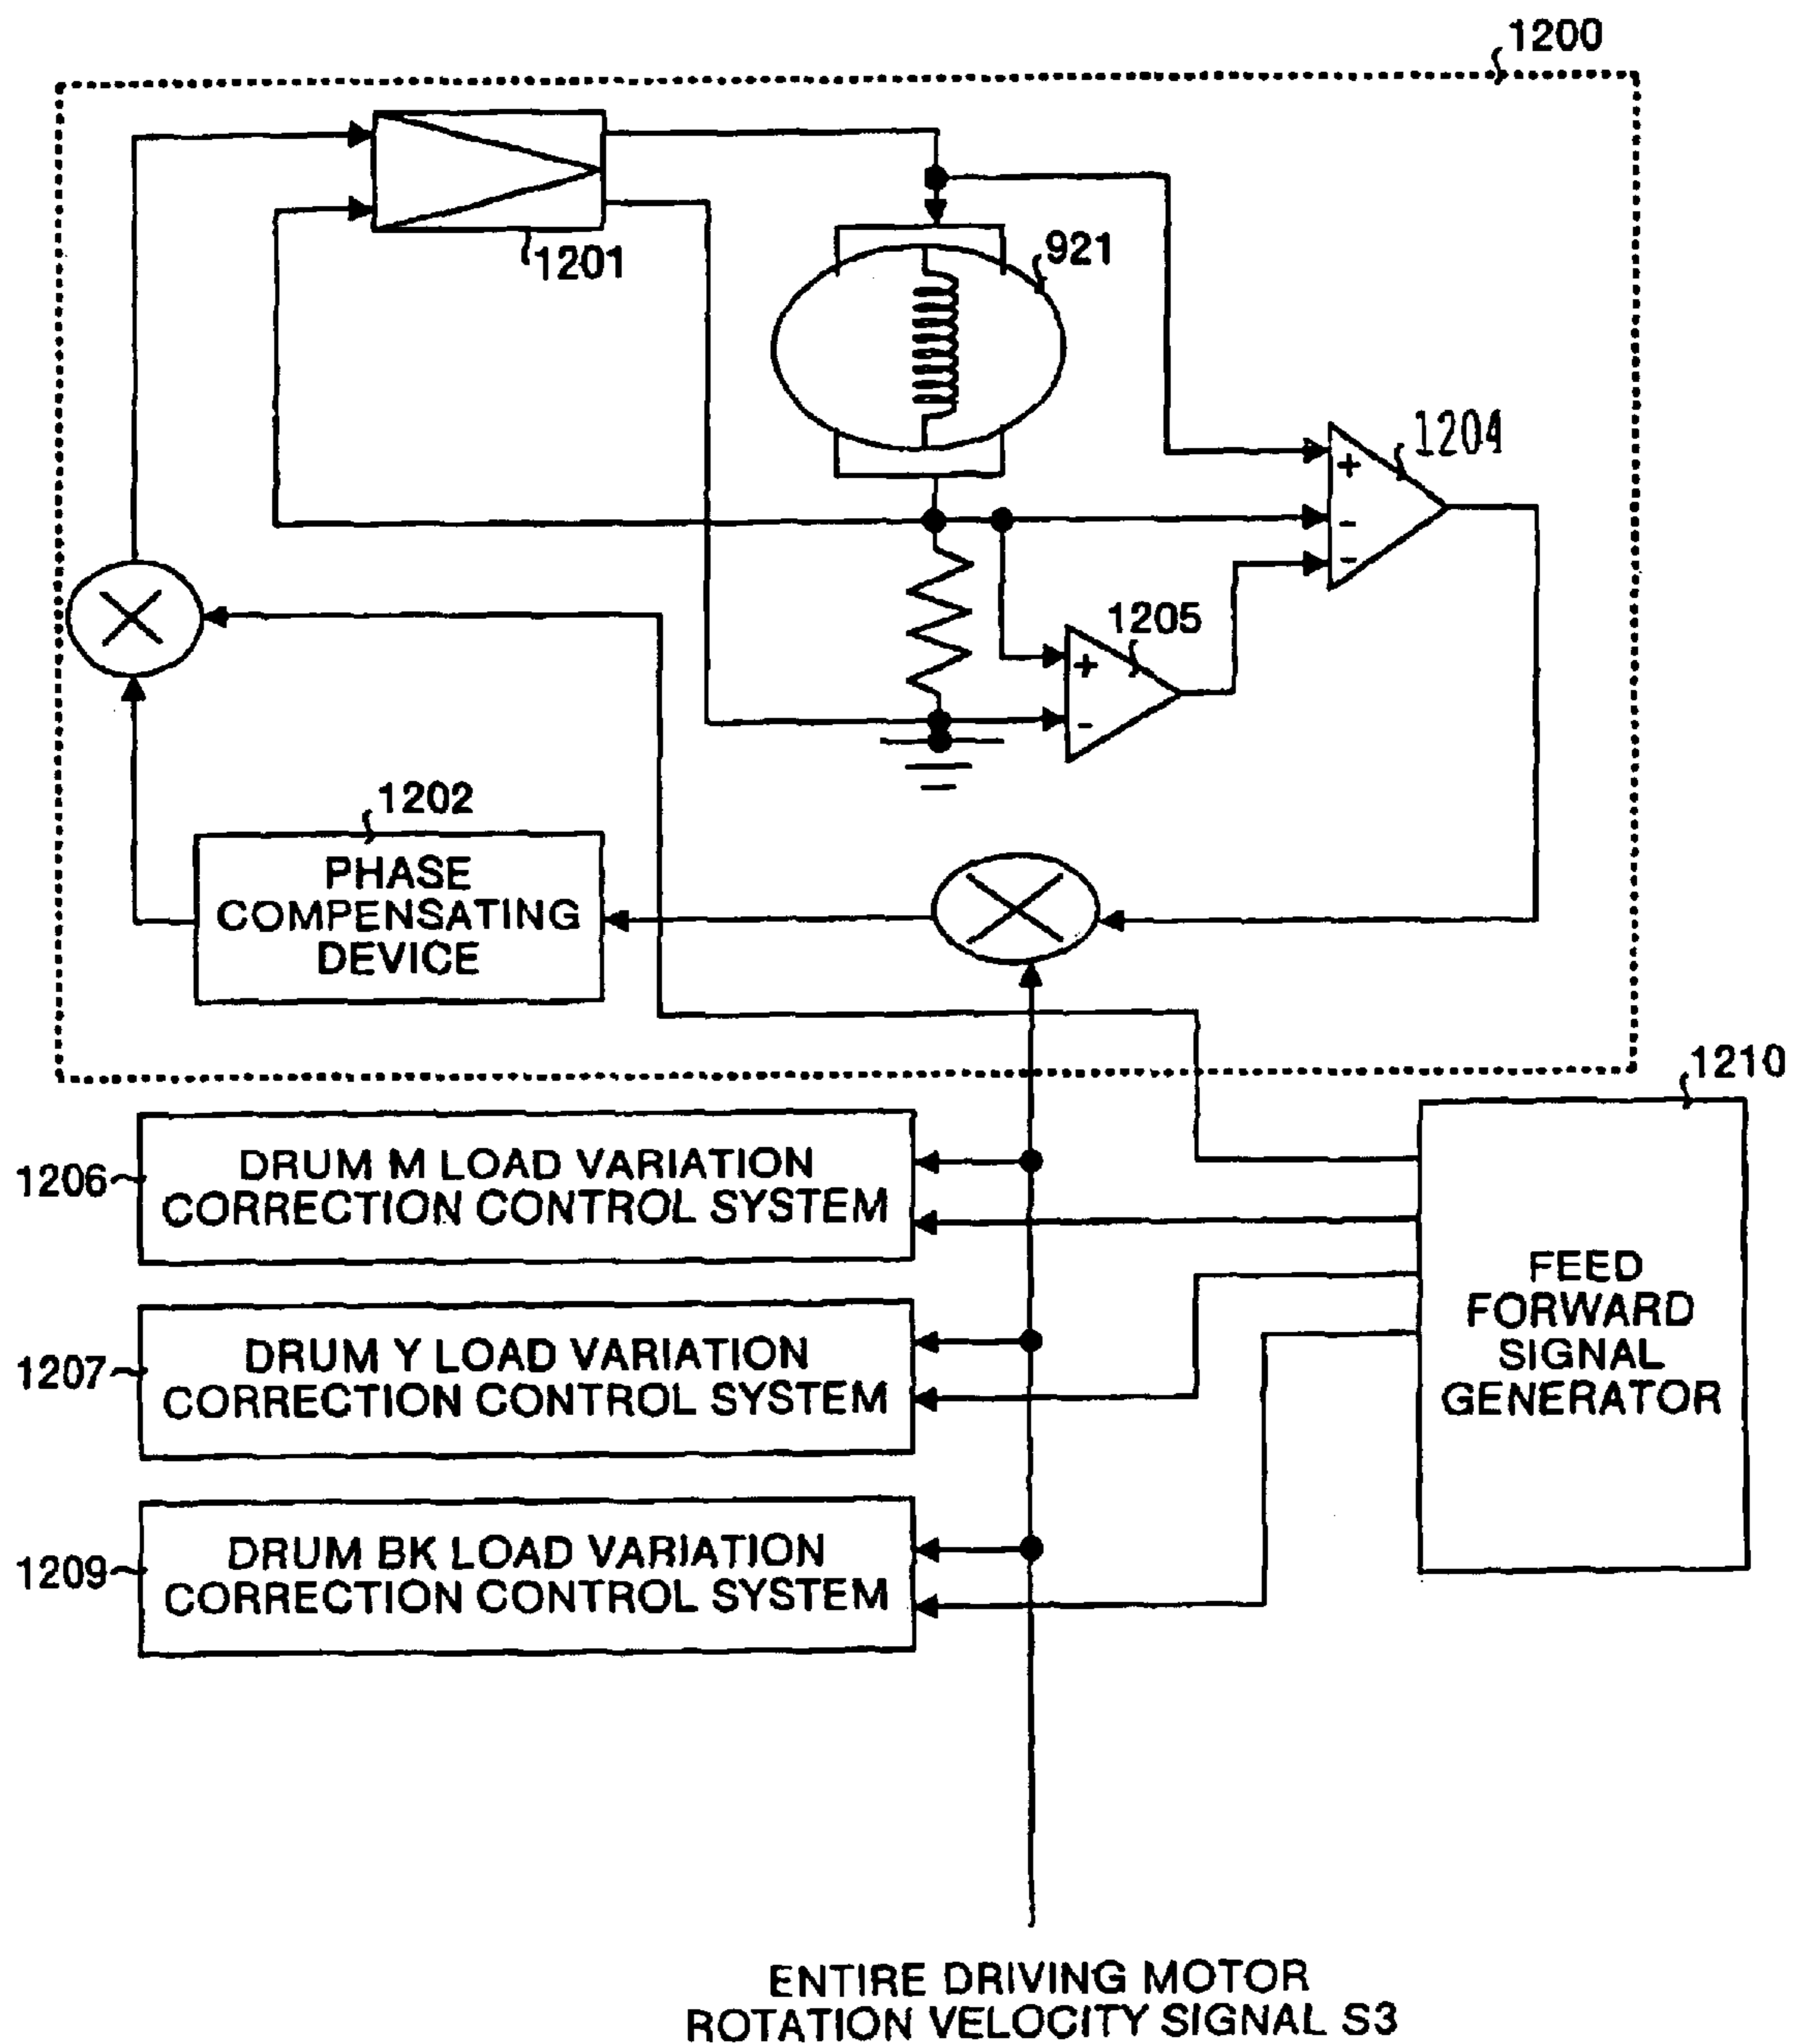 1200
1201
921
1204
+
-
-
1205
+
-
1202
PHASE
COMPENSATING
DEVICE
1210
1206
DRUM M LOAD VARIATION
CORRECTION CONTROL SYSTEM
FEED
FORWARD
SIGNAL
GENERATOR
1207
DRUM Y LOAD VARIATION
CORRECTION CONTROL SYSTEM
1209
DRUM BK LOAD VARIATION
CORRECTION CONTROL SYSTEM
ENTIRE DRIVING MOTOR
ROTATION VELOCITY SIGNAL S3